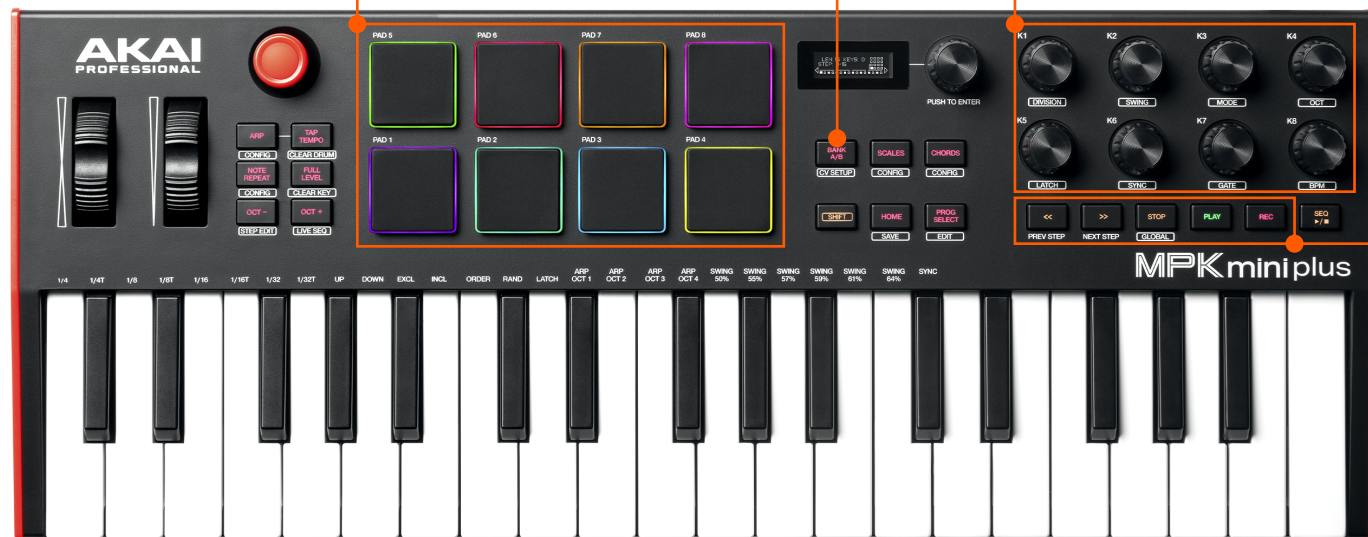 AKAI
PROFESSIONAL
PAD 5
PAD 6
PAD 7
PAD 8
PAD 1
PAD 2
PAD 3
PAD 4
ARP
TAP
TEMPO
CONFIG
CLEAR DRUM
NOTE
REPEAT
FULL
LEVEL
CONFIG
CLEAR KEY
OCT −
OCT +
STEP EDIT
LIVE SEQ
PUSH TO ENTER
BANK
A/B
SCALES
CHORDS
CV SETUP
CONFIG
CONFIG
SHIFT
HOME
PROG
SELECT
SAVE
EDIT
K1
K2
K3
K4
DIVISION
SWING
MODE
OCT
K5
K6
K7
K8
LATCH
SYNC
GATE
BPM
<<
>>
STOP
PLAY
REC
SEQ
▶/■
PREV STEP
NEXT STEP
GLOBAL
MPK mini plus
1/4
1/4T
1/8
1/8T
1/16
1/16T
1/32
1/32T
UP
DOWN
EXCL
INCL
ORDER
RAND
LATCH
ARP
OCT 1
ARP
OCT 2
ARP
OCT 3
ARP
OCT 4
SWING
50%
SWING
55%
SWING
57%
SWING
59%
SWING
61%
SWING
64%
SYNC